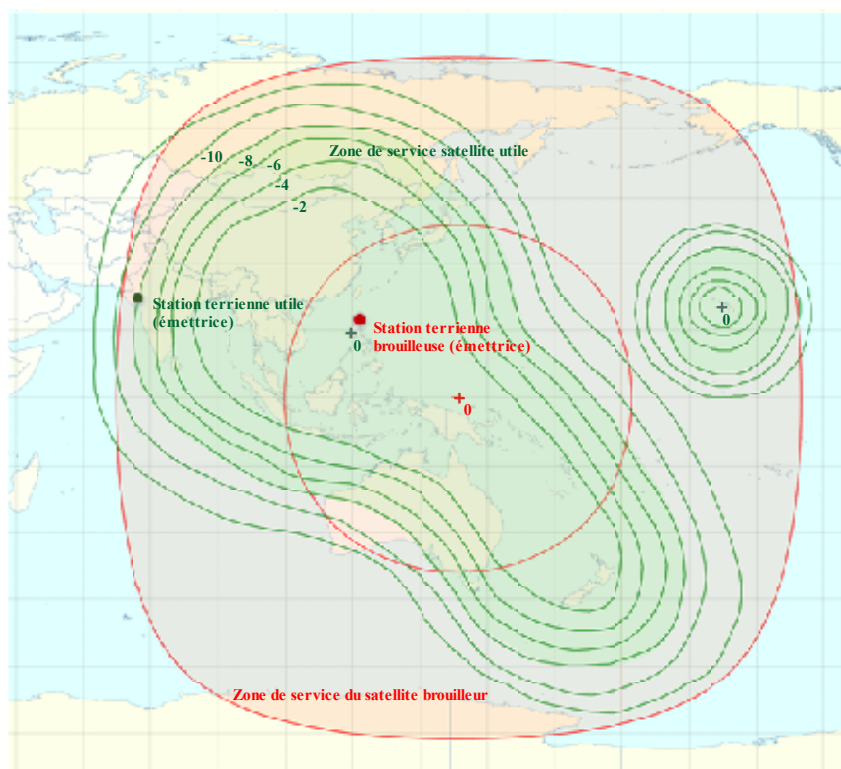 Zone de service satellite utile
-10
-8
-6
-4
-2
Station terrienne utile
(émettrice)
Station terrienne
brouilleuse (émettrice)
0
0
0
Zone de service du satellite brouilleur